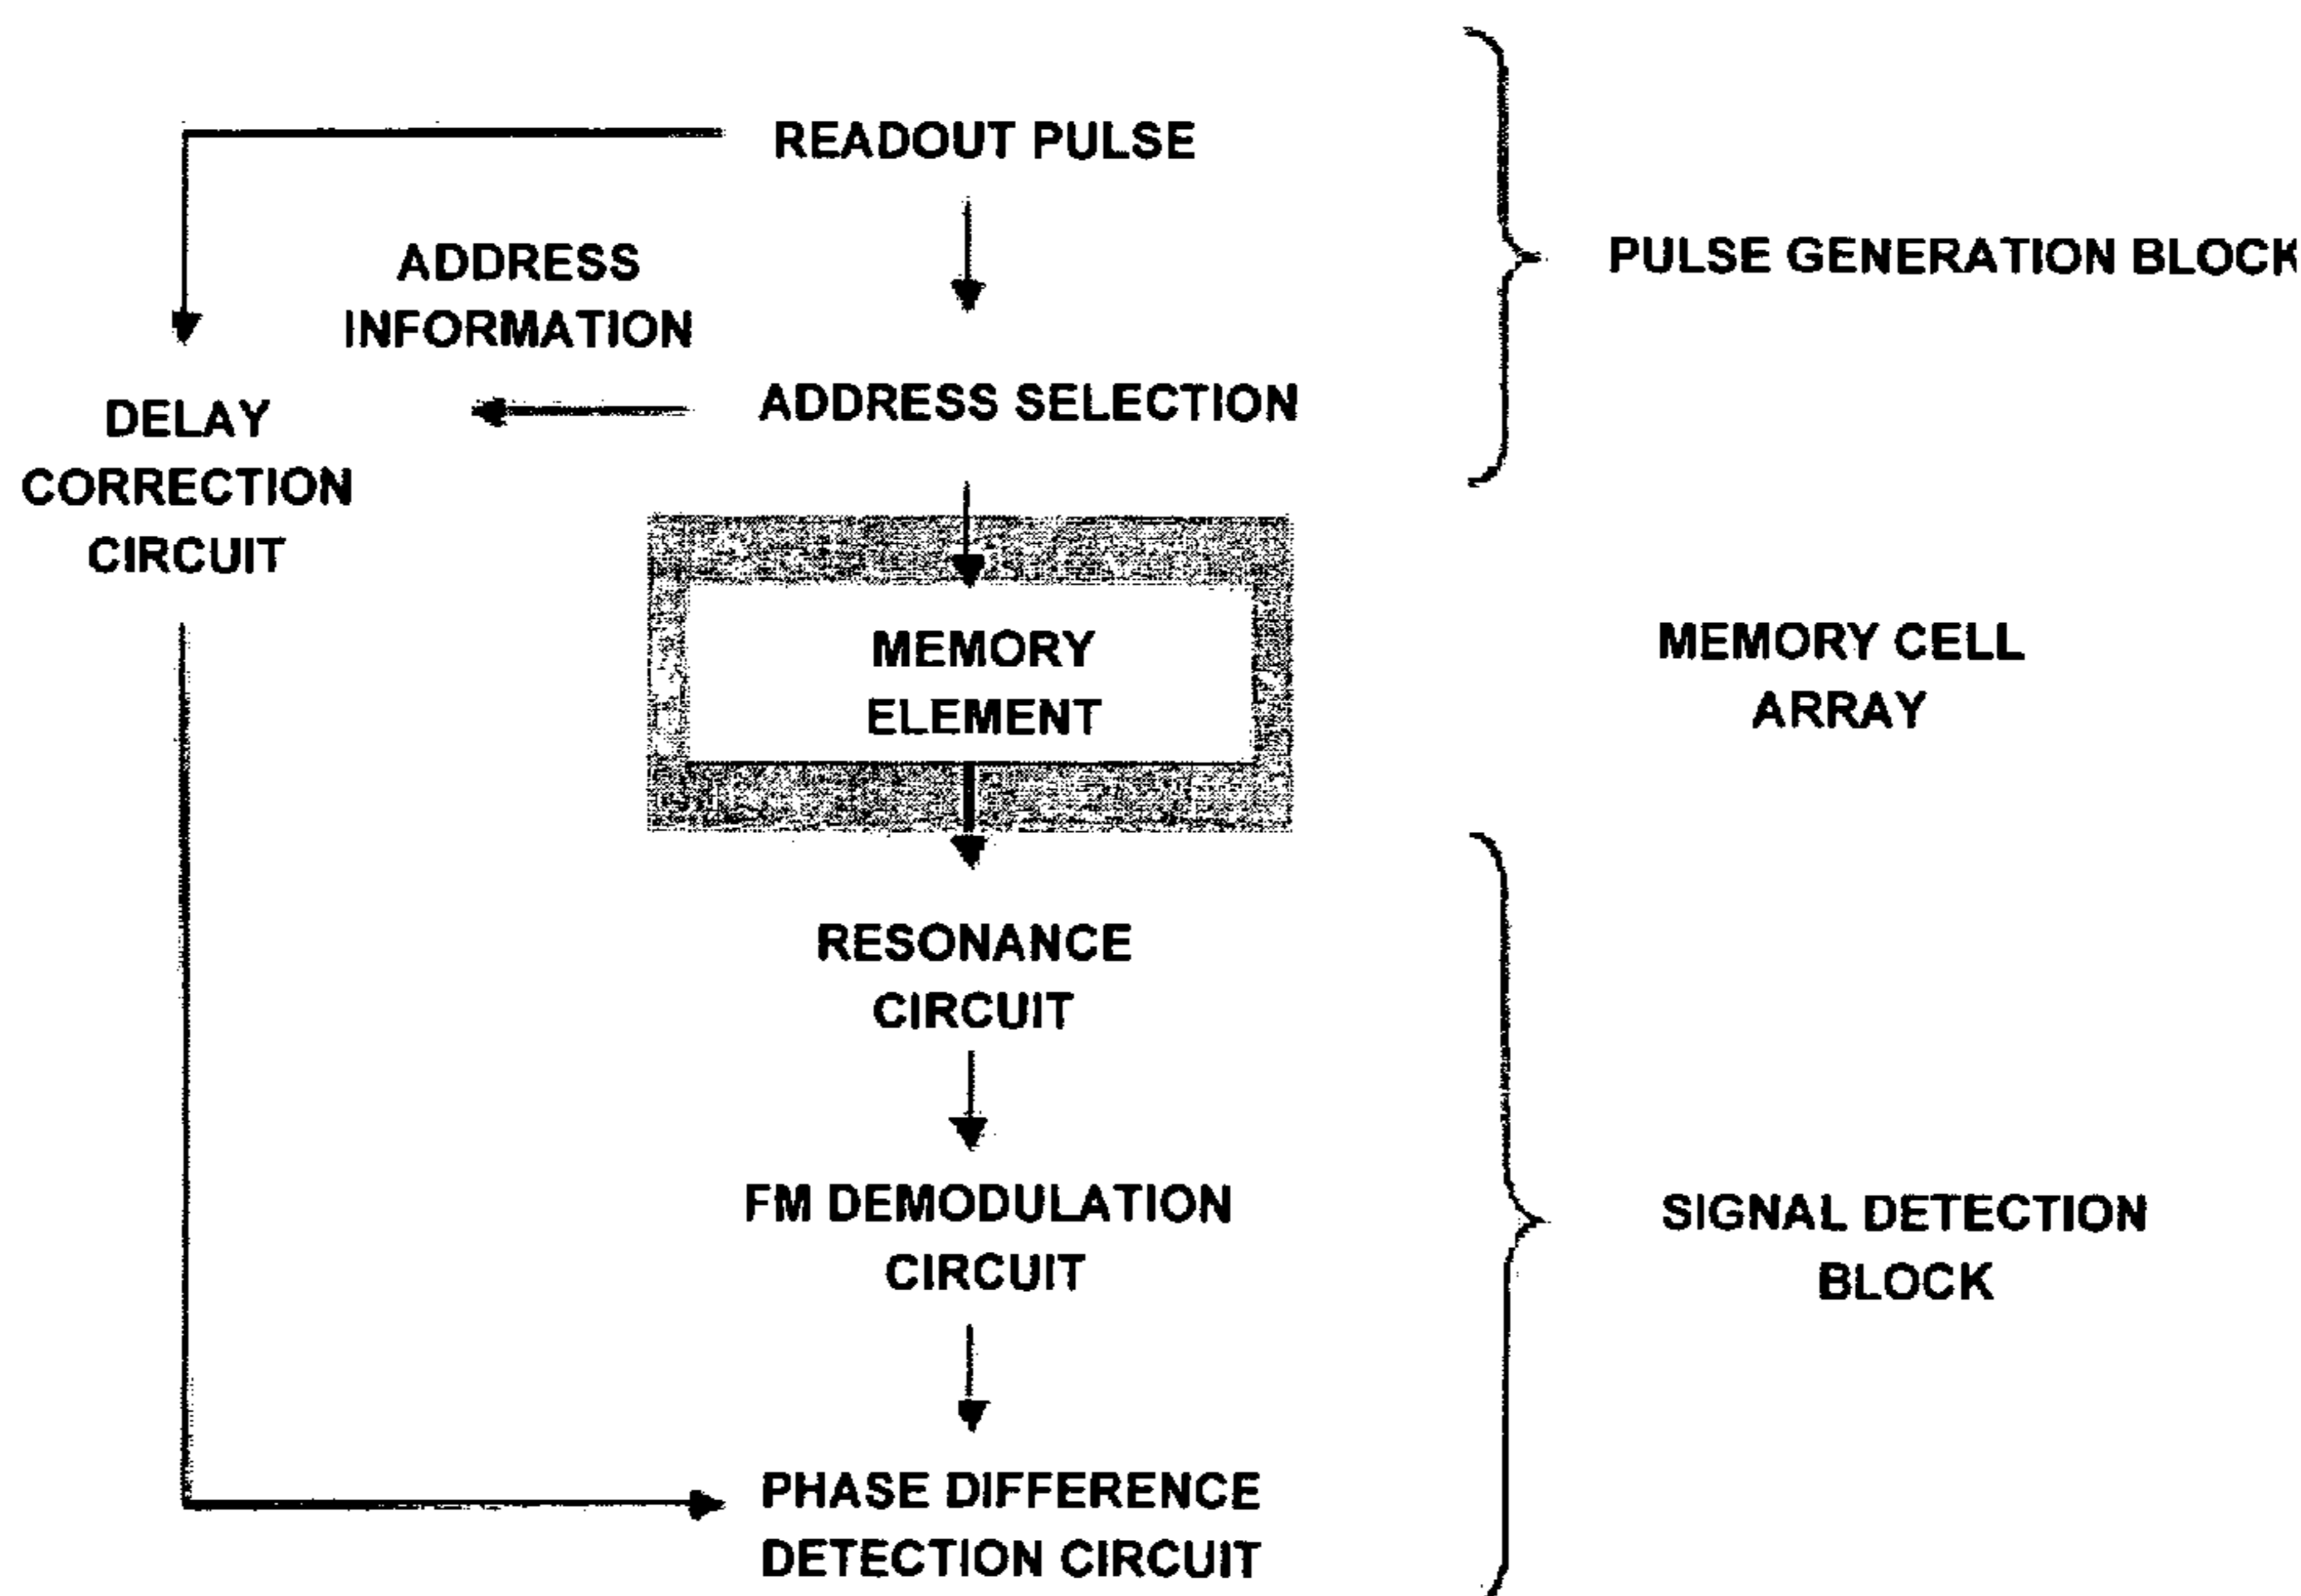 READOUT PULSE
ADDRESS
INFORMATION
PULSE GENERATION BLOCK
ADDRESS SELECTION
DELAY
CORRECTION
CIRCUIT
MEMORY
ELEMENT
MEMORY CELL
ARRAY
RESONANCE
CIRCUIT
FM DEMODULATION
CIRCUIT
SIGNAL DETECTION
BLOCK
PHASE DIFFERENCE
DETECTION CIRCUIT